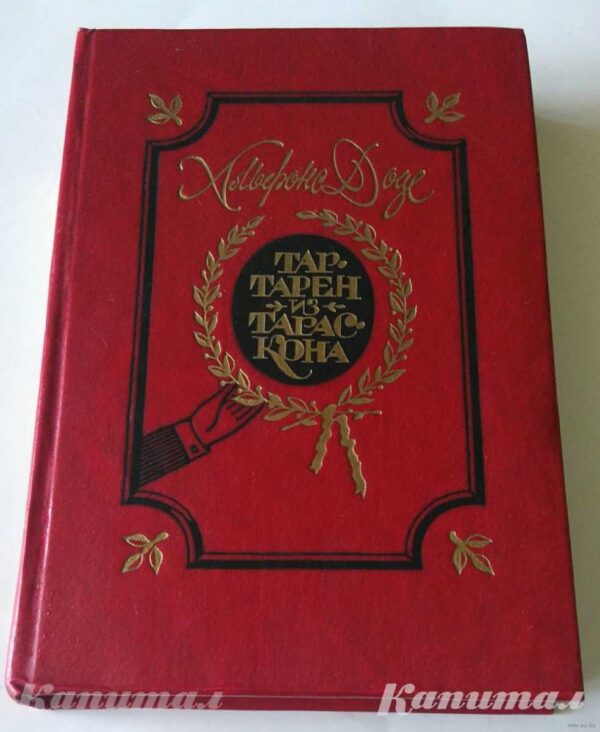 Альфонс Доде
ТАР-
ТАРЕН
ИЗ
ТАРАС-
КОНА
Капитал
Капитал